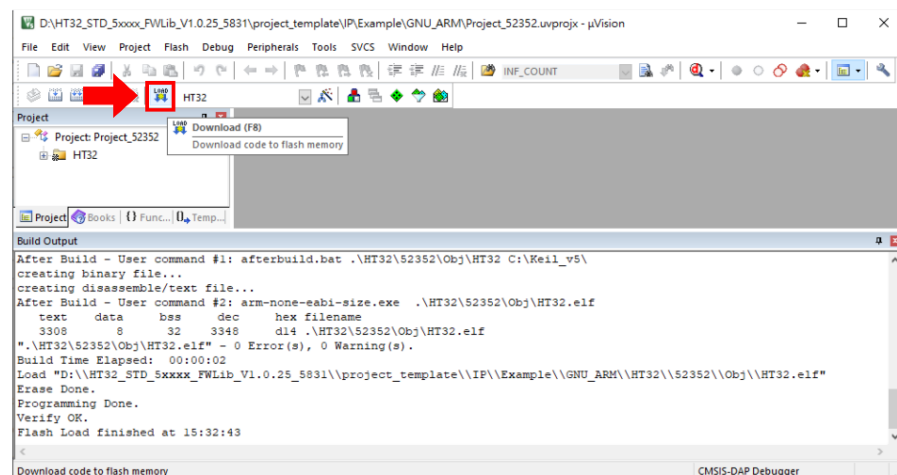 D:\HT32_STD_5xxxx_FWLib_V1.0.25_5831\project_template\IP\Example\GNU_ARM\Project_52352.uvprojx - µVision
File Edit View Project Flash Debug Peripherals Tools SVCS Window Help
INF_COUNT
LOAD HT32
Project
LOAD Download (F8)
Download code to flash memory
Project: Project_52352
HT32
Project Books {} Func... 0 Temp...
Build Output
After Build - User command #1: afterbuild.bat .\HT32\52352\Obj\HT32 C:\Keil_v5\
creating binary file...
creating disassemble/text file...
After Build - User command #2: arm-none-eabi-size.exe .\HT32\52352\Obj\HT32.elf
text data bss dec hex filename
3308 8 32 3348 d14 .\HT32\52352\Obj\HT32.elf
".\HT32\52352\Obj\HT32.elf" - 0 Error(s), 0 Warning(s).
Build Time Elapsed: 00:00:02
Load "D:\\HT32_STD_5xxxx_FWLib_V1.0.25_5831\\project_template\\IP\\Example\\GNU_ARM\\HT32\\52352\\Obj\\HT32.elf"
Erase Done.
Programming Done.
Verify OK.
Flash Load finished at 15:32:43
Download code to flash memory CMSIS-DAP Debugger